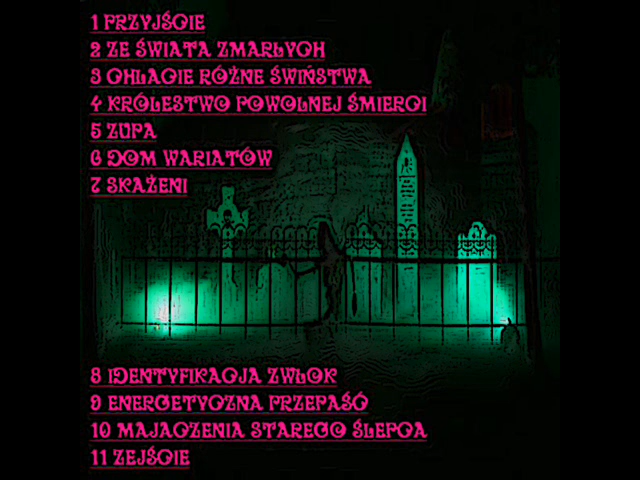 1 PRZYJŚCIE
2 ZE ŚWIATA ZMARŁYCH
3 CHLACIE RÓŻNE ŚWIŃSTWA
4 KRÓLESTWO POWOLNEJ ŚMIERCI
5 ZUPA
6 DOM WARIATÓW
7 SKAŻENI
8 IDENTYFIKACJA ZWŁOK
9 ENERGETYCZNA PRZEPAŚĆ
10 MAJACZENIA STAREGO ŚLEPCA
11 ZEJŚCIE